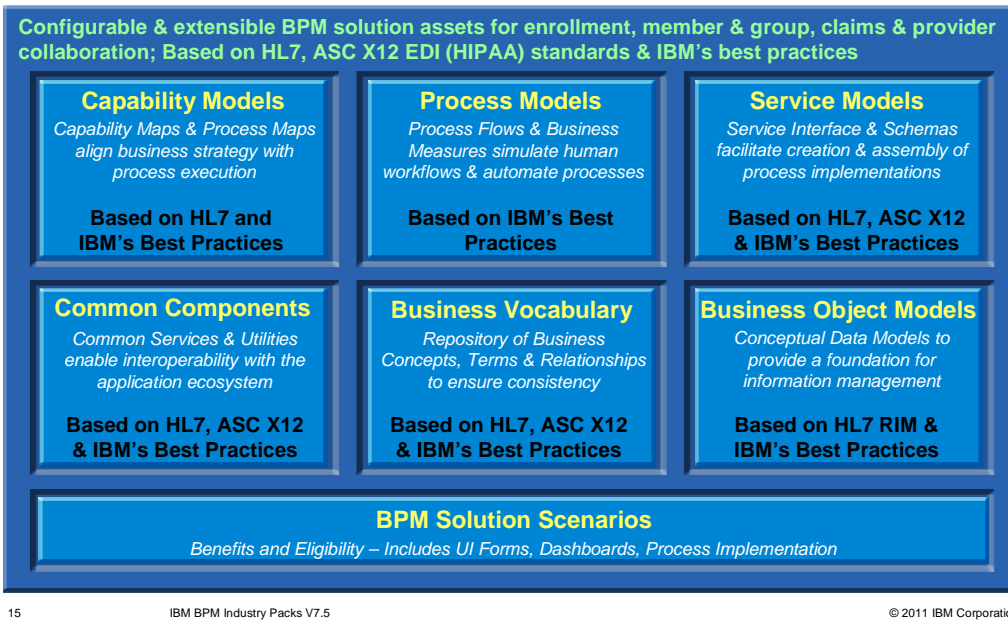 Configurable & extensible BPM solution assets for enrollment, member & group, claims & provider
collaboration; Based on HL7, ASC X12 EDI (HIPAA) standards & IBM's best practices
Capability Models
Capability Maps & Process Maps
align business strategy with
process execution
Based on HL7 and
IBM's Best Practices
Process Models
Process Flows & Business
Measures simulate human
workflows & automate processes
Based on IBM's Best
Practices
Service Models
Service Interface & Schemas
facilitate creation & assembly of
process implementations
Based on HL7, ASC X12
& IBM's Best Practices
Common Components
Common Services & Utilities
enable interoperability with the
application ecosystem
Based on HL7, ASC X12
& IBM's Best Practices
Business Vocabulary
Repository of Business
Concepts, Terms & Relationships
to ensure consistency
Based on HL7, ASC X12
& IBM's Best Practices
Business Object Models
Conceptual Data Models to
provide a foundation for
information management
Based on HL7 RIM &
IBM's Best Practices
BPM Solution Scenarios
Benefits and Eligibility – Includes UI Forms, Dashboards, Process Implementation
15 IBM BPM Industry Packs V7.5 © 2011 IBM Corporatio